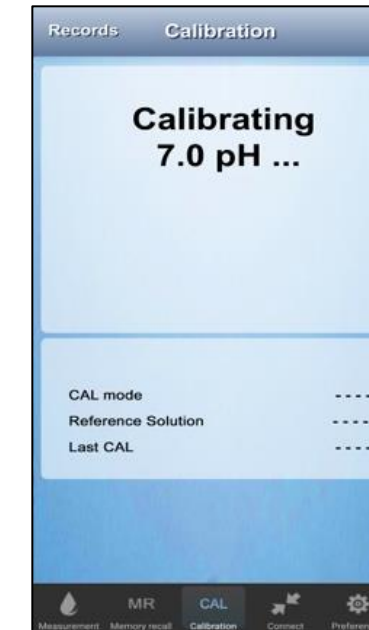 Records Calibration
Calibrating
7.0 pH ...
CAL mode ----
Reference Solution ----
Last CAL ----
MR CAL
Measurement Memory recall Calibration Connect Preferen